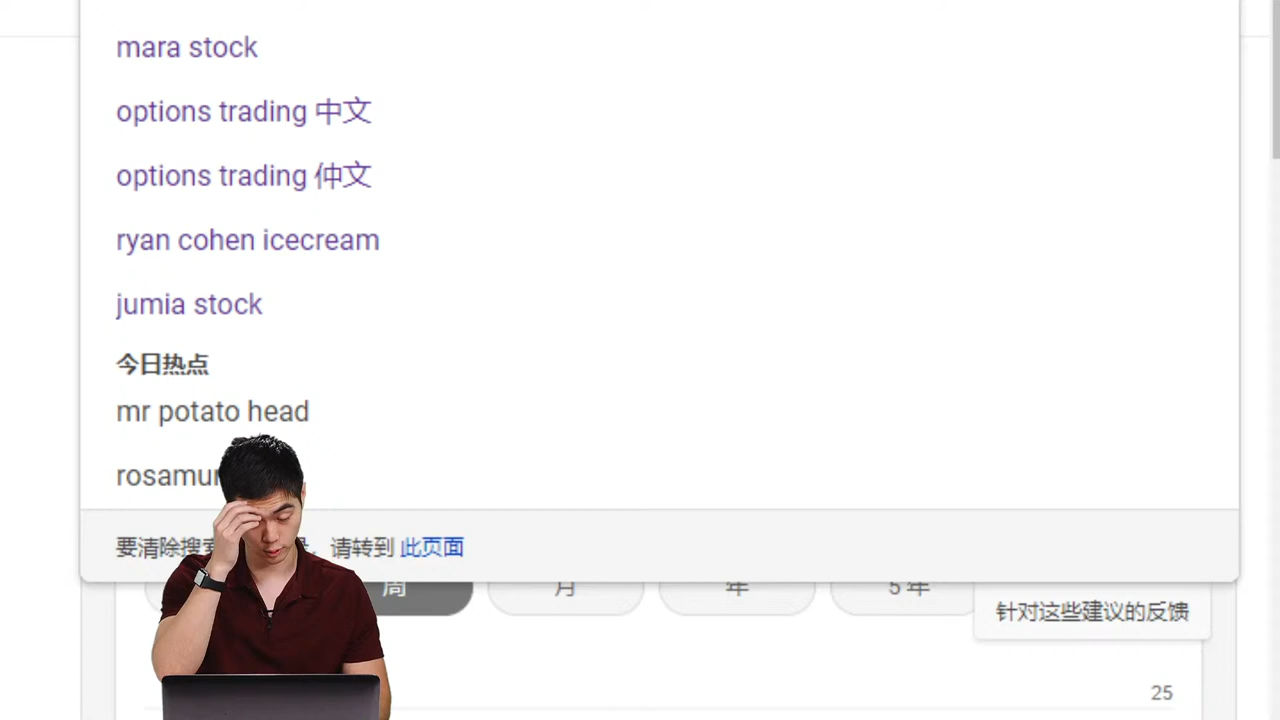 mara stock
options trading 中文
options trading 仲文
ryan cohen icecream
jumia stock
今日热点
mr potato head
要清除搜 请转到 此页面
周 月 年 5 年
针对这些建议的反馈
25